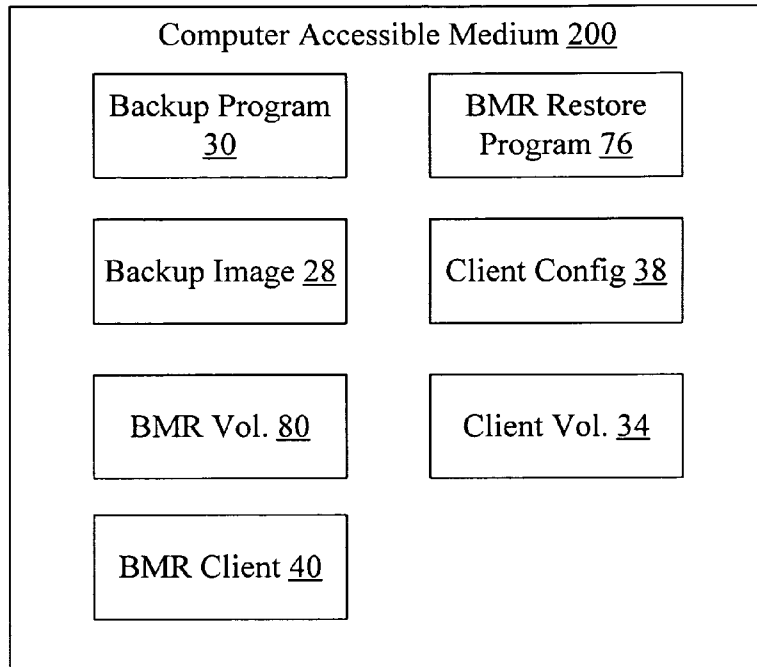 Computer Accessible Medium 200
Backup Program
30
BMR Restore
Program 76
Backup Image 28
Client Config 38
BMR Vol. 80
Client Vol. 34
BMR Client 40